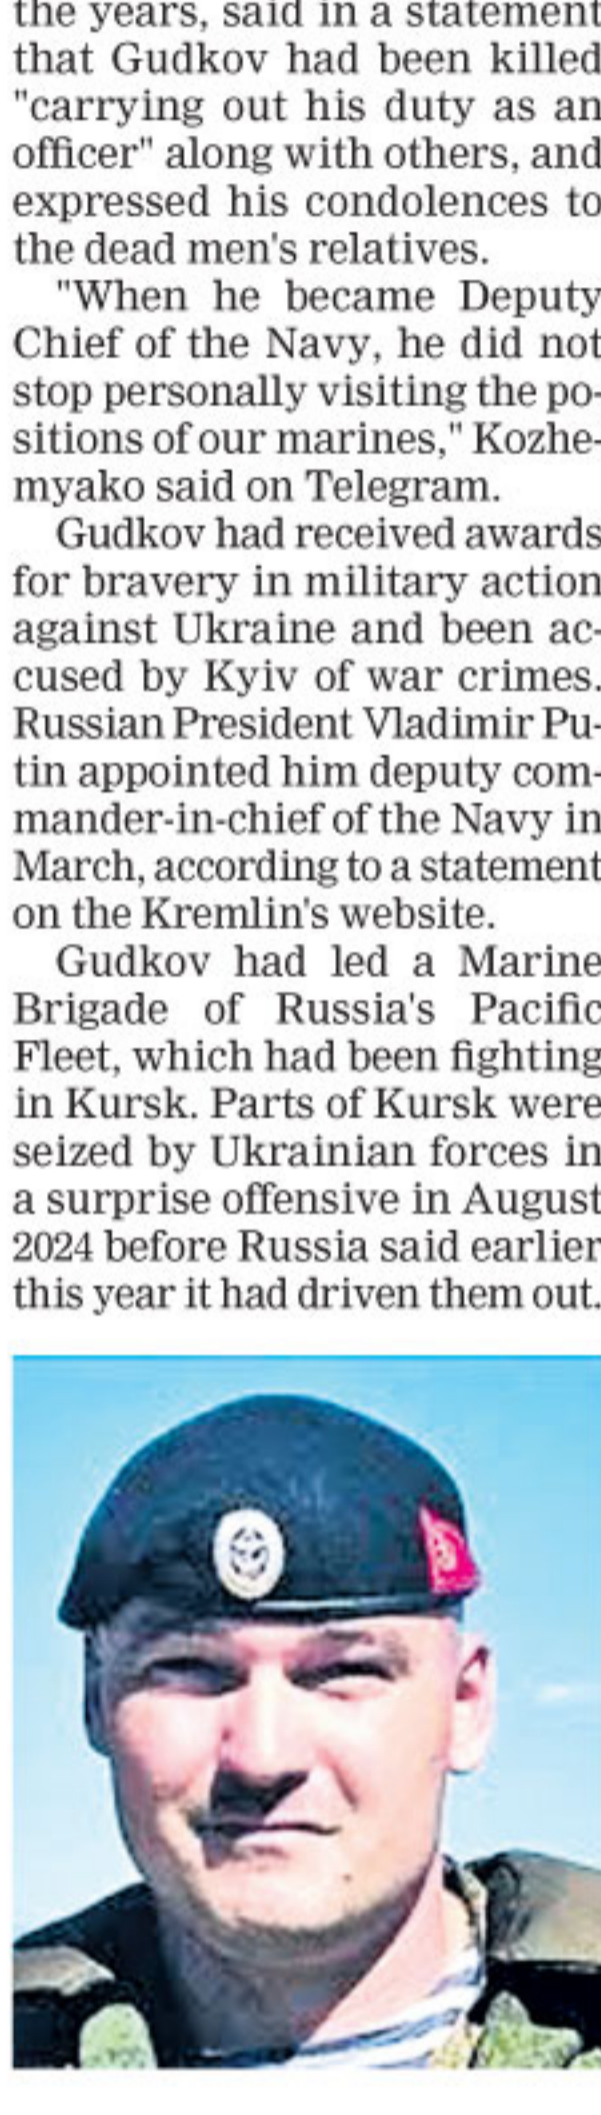 the years, said in a statement
that Gudkov had been killed
"carrying out his duty as an
officer" along with others, and
expressed his condolences to
the dead men's relatives.
"When he became Deputy
Chief of the Navy, he did not
stop personally visiting the po-
sitions of our marines," Kozhe-
myako said on Telegram.
Gudkov had received awards
for bravery in military action
against Ukraine and been ac-
cused by Kyiv of war crimes.
Russian President Vladimir Pu-
tin appointed him deputy com-
mander-in-chief of the Navy in
March, according to a statement
on the Kremlin's website.
Gudkov had led a Marine
Brigade of Russia's Pacific
Fleet, which had been fighting
in Kursk. Parts of Kursk were
seized by Ukrainian forces in
a surprise offensive in August
2024 before Russia said earlier
this year it had driven them out.